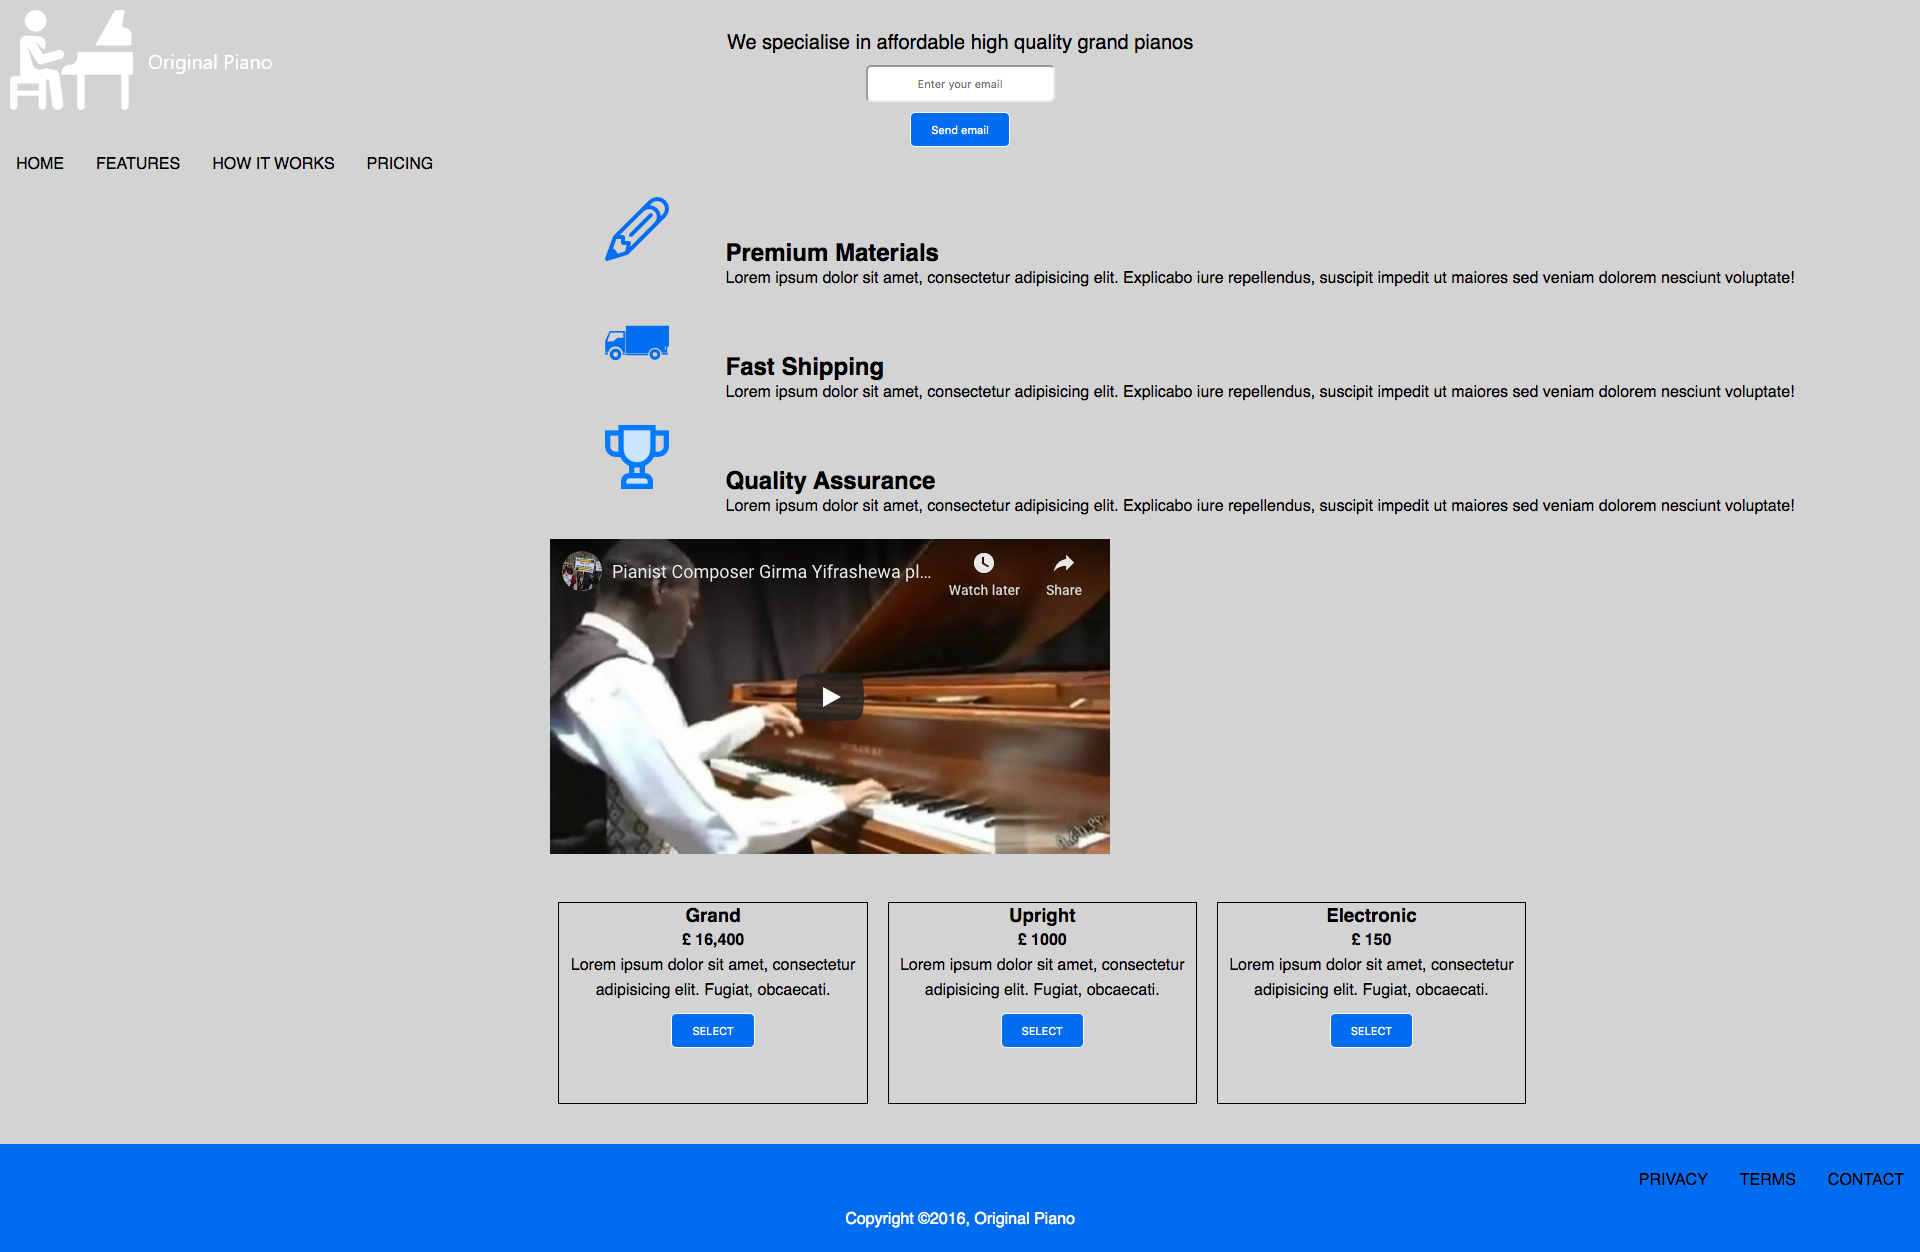 Original Piano
We specialise in affordable high quality grand pianos
Enter your email
Send email
HOME FEATURES HOW IT WORKS PRICING
Premium Materials
Lorem ipsum dolor sit amet, consectetur adipisicing elit. Explicabo iure repellendus, suscipit impedit ut maiores sed veniam dolorem nesciunt voluptate!
Fast Shipping
Lorem ipsum dolor sit amet, consectetur adipisicing elit. Explicabo iure repellendus, suscipit impedit ut maiores sed veniam dolorem nesciunt voluptate!
Quality Assurance
Lorem ipsum dolor sit amet, consectetur adipisicing elit. Explicabo iure repellendus, suscipit impedit ut maiores sed veniam dolorem nesciunt voluptate!
Pianist Composer Girma Yifrashewa pl...
Watch later
Share
Grand
£ 16,400
Lorem ipsum dolor sit amet, consectetur
adipisicing elit. Fugiat, obcaecati.
SELECT
Upright
£ 1000
Lorem ipsum dolor sit amet, consectetur
adipisicing elit. Fugiat, obcaecati.
SELECT
Electronic
£ 150
Lorem ipsum dolor sit amet, consectetur
adipisicing elit. Fugiat, obcaecati.
SELECT
PRIVACY TERMS CONTACT
Copyright ©2016, Original Piano